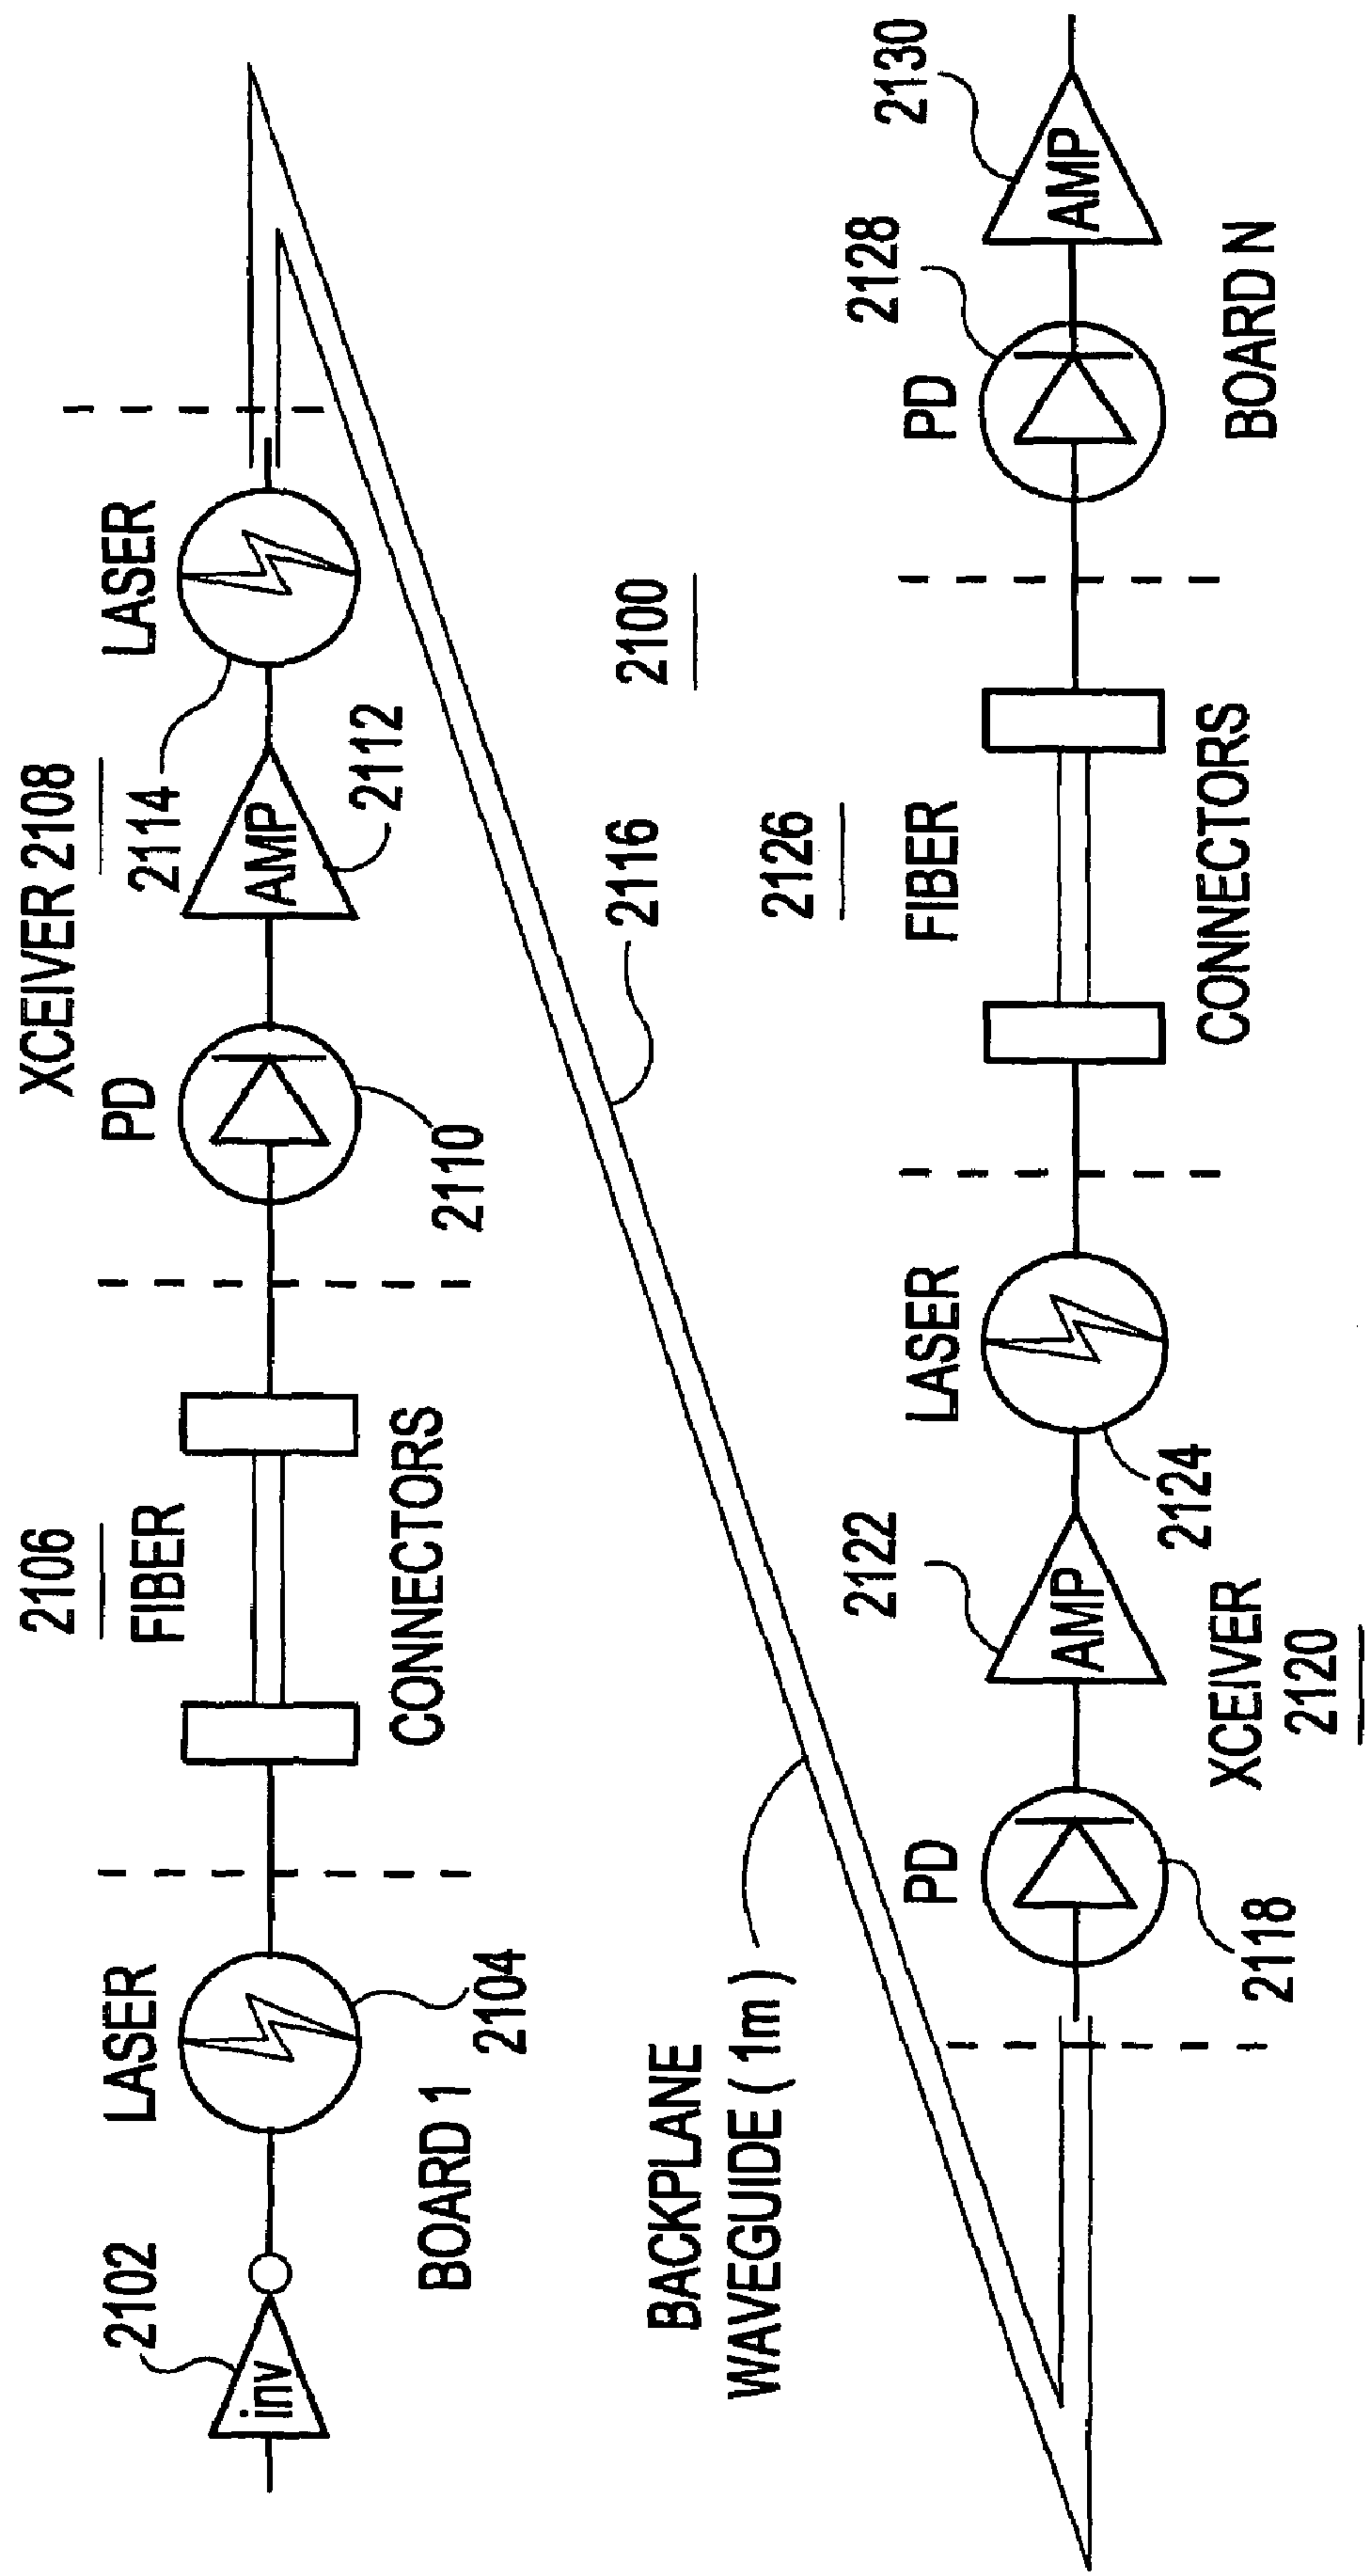 2102
inv
LASER
2104
BOARD 1
2106
FIBER
CONNECTORS
XCEIVER 2108
PD
2110
AMP
2112
LASER
2114
BACKPLANE
WAVEGUIDE ( 1m )
2116
2100
PD
2118
AMP
2122
XCEIVER
2120
LASER
2124
2126
FIBER
CONNECTORS
PD
2128
AMP
2130
BOARD N